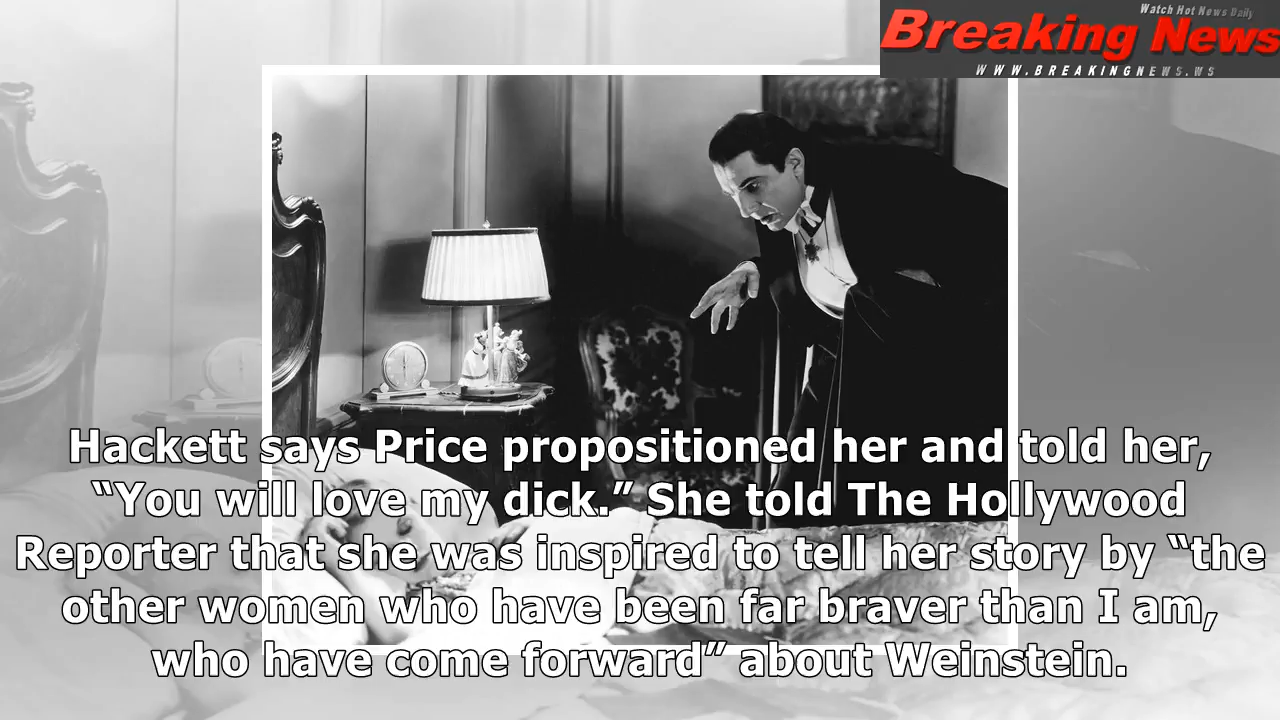 Watch Hot News Daily
Breaking News
WWW.BREAKINGNEWS.WS
Hackett says Price propositioned her and told her,
“You will love my dick.” She told The Hollywood
Reporter that she was inspired to tell her story by “the
other women who have been far braver than I am,
who have come forward” about Weinstein.